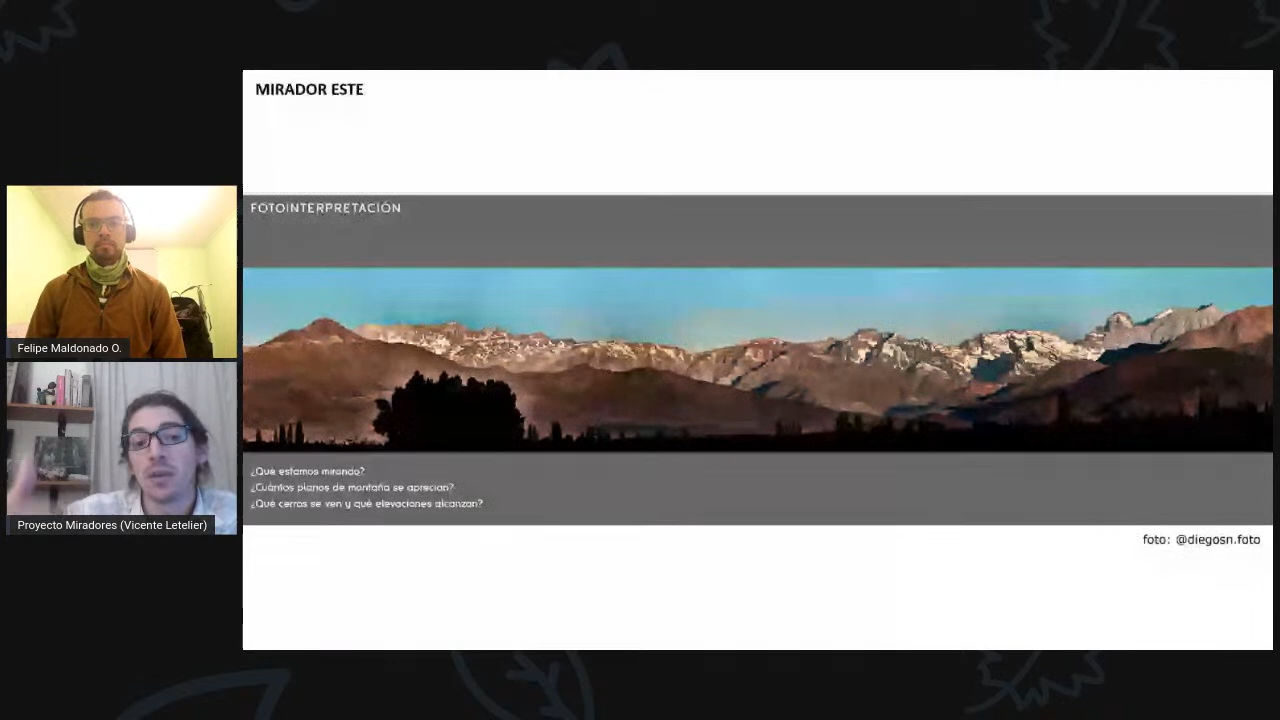 MIRADOR ESTE
FOTOINTERPRETACIÓN
Felipe Maldonado O.
Proyecto Miradores (Vicente Letelier)
¿Qué estamos mirando?
¿Cuántos planos de montaña se aprecian?
¿Qué cerros se ven y qué elevaciones alcanzan?
foto: @diegosn.foto